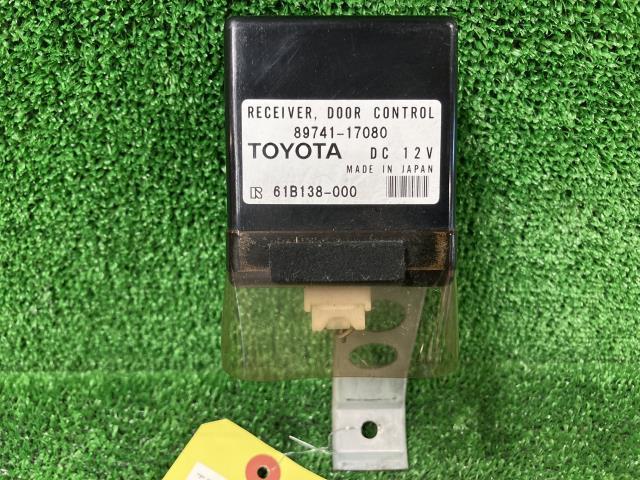 RECEIVER, DOOR CONTROL
89741-17080
TOYOTA DC 12V
MADE IN JAPAN
R 61B138-000